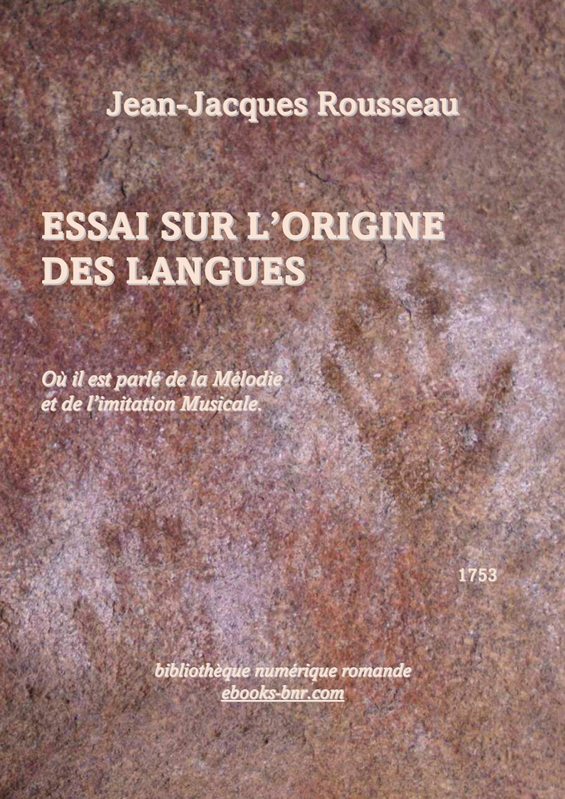 Jean-Jacques Rousseau
ESSAI SUR L’ORIGINE
DES LANGUES
Où il est parlé de la Mélodie
et de l’imitation Musicale.
1753
bibliothèque numérique romande
ebooks-bnr.com